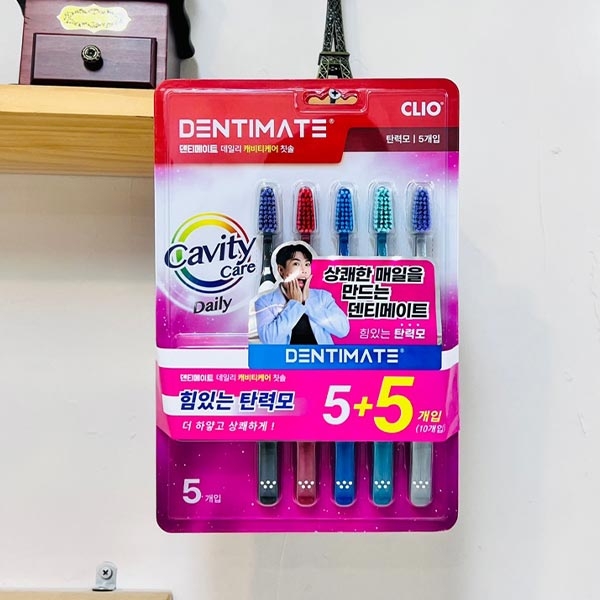 CLIO®
DENTIMATE®
탄력모 | 5개입
덴티메이트 데일리 캐비티케어 칫솔
Cavity
Care
Daily
상쾌한 매일을
만드는
덴티메이트
힘있는 탄력모
DENTIMATE®
덴티메이트 데일리 캐비티케어 칫솔
힘있는 탄력모
더 하얗고 상쾌하게 !
5+5 개입
(10개입)
5 개입